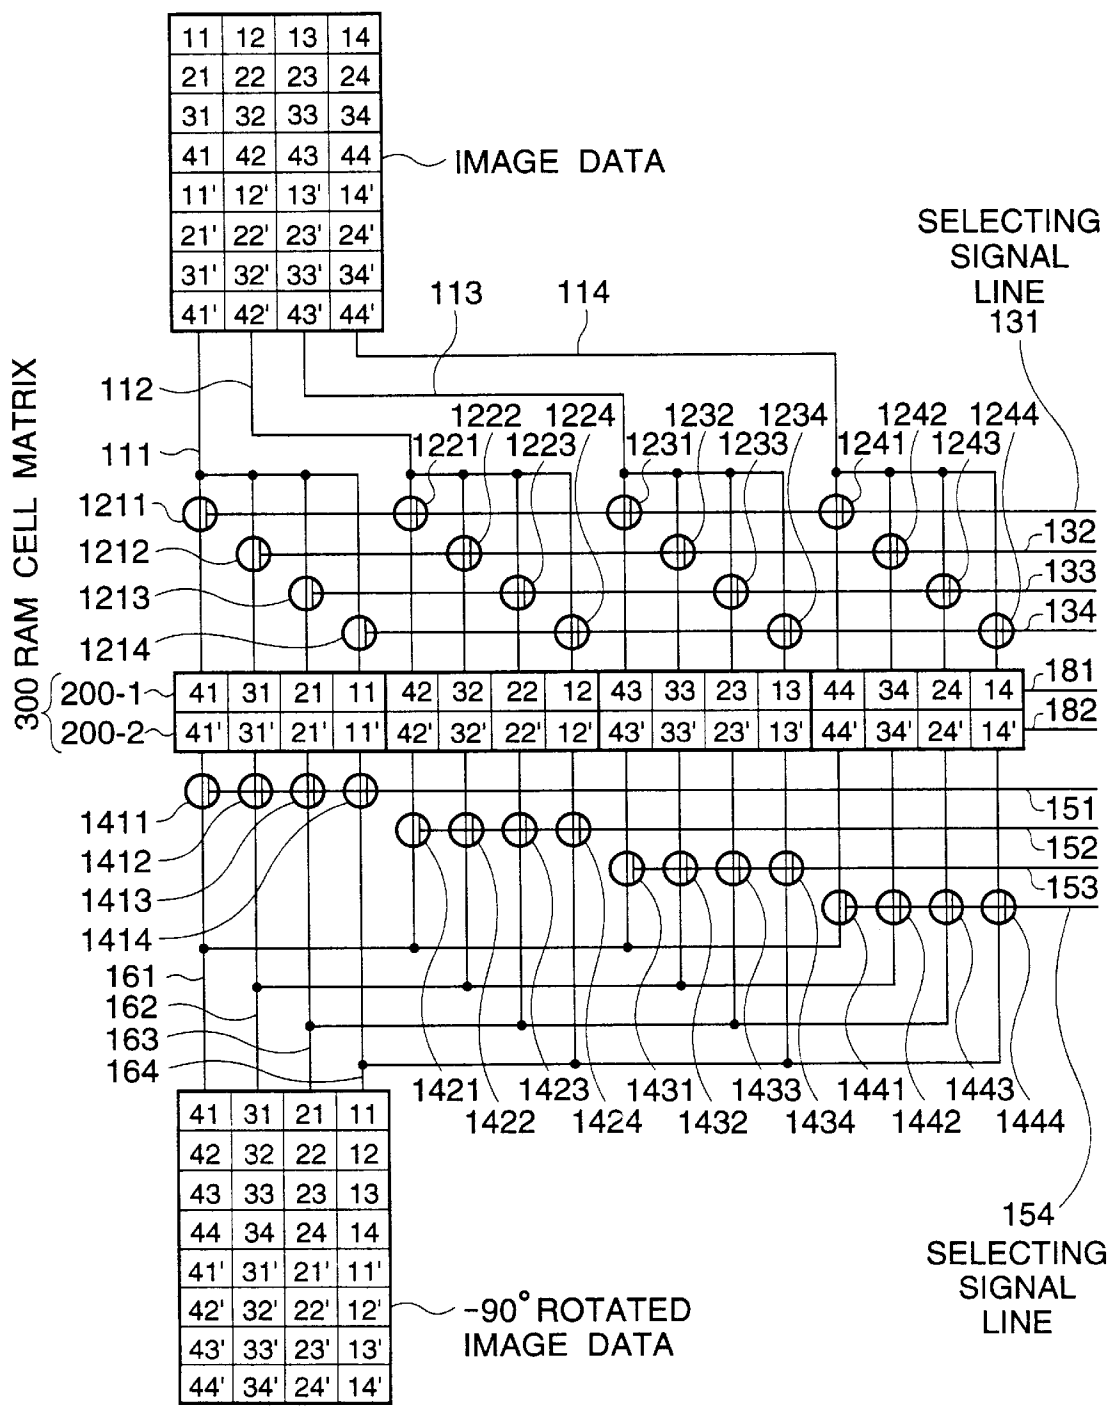 11 12 13 14
21 22 23 24
31 32 33 34
41 42 43 44
11' 12' 13' 14'
21' 22' 23' 24'
31' 32' 33' 34'
41' 42' 43' 44'
IMAGE DATA
SELECTING
SIGNAL
LINE
131
113 114
112
111
1222 1224 1232 1234 1242 1244
1221 1223 1231 1233 1241 1243
1211
1212
1213
1214
132
133
134
300 RAM CELL MATRIX
200-1 41 31 21 11 42 32 22 12 43 33 23 13 44 34 24 14 181
200-2 41' 31' 21' 11' 42' 32' 22' 12' 43' 33' 23' 13' 44' 34' 24' 14' 182
1411
1412
1413
1414
151
152
153
161
162
163
164
1421 1423 1431 1433 1441 1443
1422 1424 1432 1434 1442 1444
41 31 21 11
42 32 22 12
43 33 23 13
44 34 24 14
41' 31' 21' 11'
42' 32' 22' 12'
43' 33' 23' 13'
44' 34' 24' 14'
-90° ROTATED
IMAGE DATA
154
SELECTING
SIGNAL
LINE